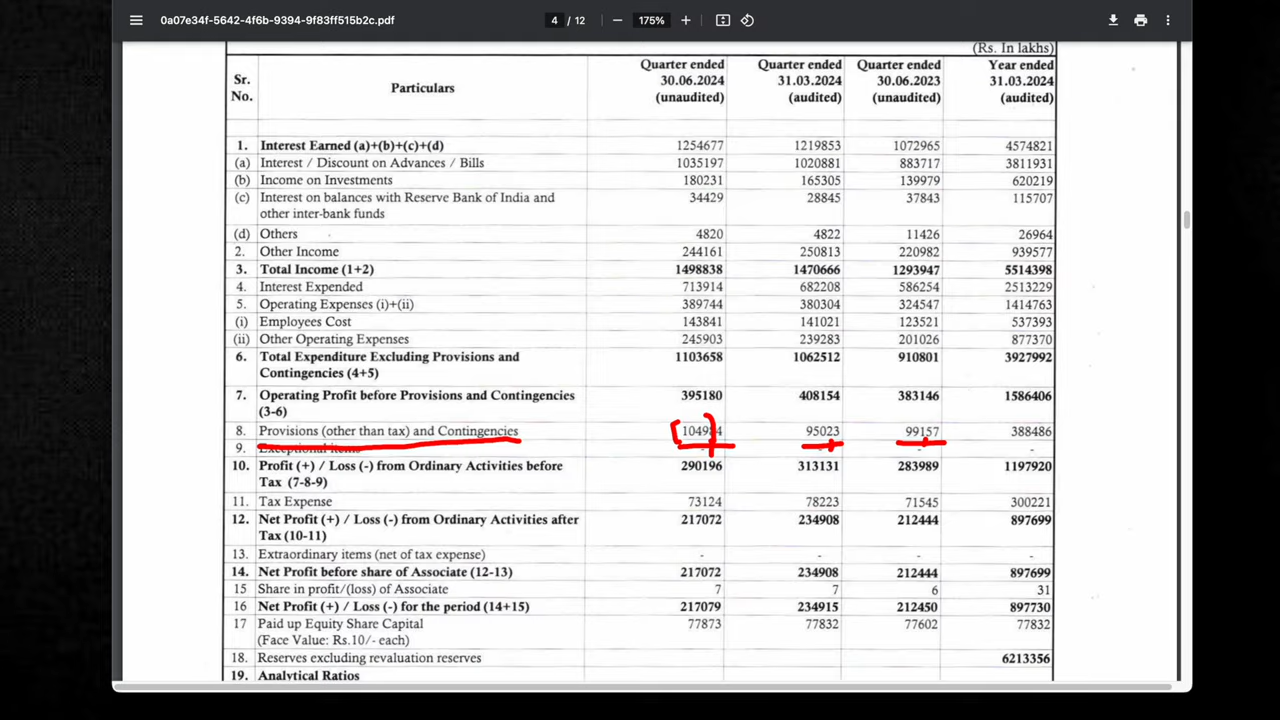 0a07e34f-5642-4f6b-9394-9f83ff515b2c.pdf 4 / 12 175%
(Rs. In lakhs)
Sr. No. Particulars Quarter ended 30.06.2024 (unaudited) Quarter ended 31.03.2024 (audited) Quarter ended 30.06.2023 (unaudited) Year ended 31.03.2024 (audited)
1. Interest Earned (a)+(b)+(c)+(d) 1254677 1219853 1072965 4574821
(a) Interest / Discount on Advances / Bills 1035197 1020881 883717 3811931
(b) Income on Investments 180231 165305 139979 620219
(c) Interest on balances with Reserve Bank of India and 34429 28845 37843 115707
other inter-bank funds
(d) Others 4820 4822 11426 26964
2. Other Income 244161 250813 220982 939577
3. Total Income (1+2) 1498838 1470666 1293947 5514398
4. Interest Expended 713914 682208 586254 2513229
5. Operating Expenses (i)+(ii) 389744 380304 324547 1414763
(i) Employees Cost 143841 141021 123521 537393
(ii) Other Operating Expenses 245903 239283 201026 877370
6. Total Expenditure Excluding Provisions and 1103658 1062512 910801 3927992
Contingencies (4+5)
7. Operating Profit before Provisions and Contingencies 395180 408154 383146 1586406
(3-6)
8. Provisions (other than tax) and Contingencies 104984 95023 99157 388486
9. Exceptional items - - - -
10. Profit (+) / Loss (-) from Ordinary Activities before 290196 313131 283989 1197920
Tax (7-8-9)
11. Tax Expense 73124 78223 71545 300221
12. Net Profit (+) / Loss (-) from Ordinary Activities after 217072 234908 212444 897699
Tax (10-11)
13. Extraordinary items (net of tax expense) - - - -
14. Net Profit before share of Associate (12-13) 217072 234908 212444 897699
15 Share in profit/(loss) of Associate 7 7 6 31
16 Net Profit (+) / Loss (-) for the period (14+15) 217079 234915 212450 897730
17 Paid up Equity Share Capital 77873 77832 77602 77832
(Face Value: Rs.10/- each)
18. Reserves excluding revaluation reserves 6213356
19. Analytical Ratios